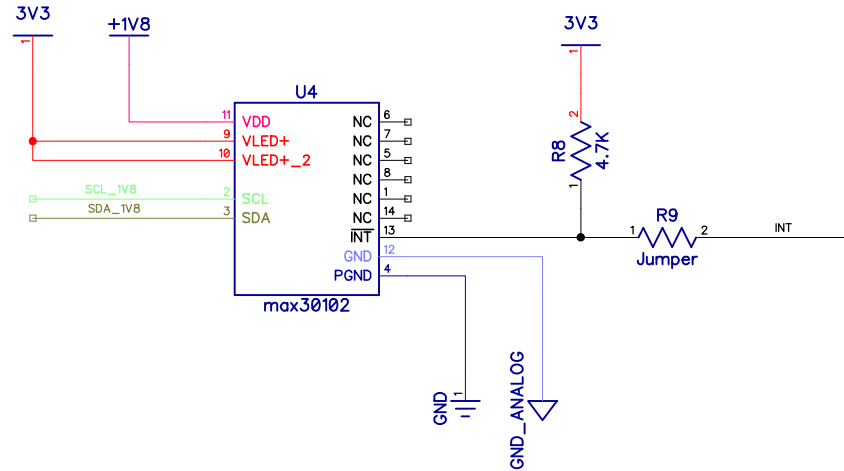 3V3
1
+1V8
3V3
1
U4
11 VDD
9 VLED+
10 VLED+_2
SCL_1V8 2 SCL
SDA_1V8 3 SDA
NC 6
NC 7
NC 5
NC 8
NC 1
NC 14
INT 13
GND 12
PGND 4
max30102
2
R8
4.7K
1
R9
1 2
Jumper
INT
GND
1
GND_ANALOG